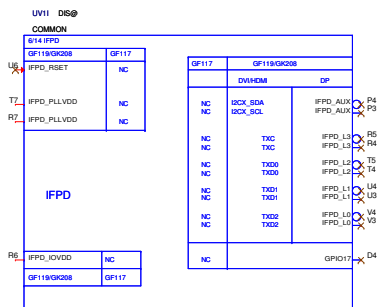 UV1I DIS@
COMMON
6/14 IFPD
GF119/GK208 GF117
GF117 GF119/GK208
DVI/HDMI DP
U6 IFPD_RSET NC
T7 IFPD_PLLVDD NC
R7 IFPD_PLLVDD NC
NC I2CX_SDA IFPD_AUX P4
NC I2CX_SCL IFPD_AUX P3
NC TXC IFPD_L3 R5
NC TXC IFPD_L3 R4
NC TXD0 IFPD_L2 T5
NC TXD0 IFPD_L2 T4
NC TXD1 IFPD_L1 U4
NC TXD1 IFPD_L1 U3
NC TXD2 IFPD_L0 V4
NC TXD2 IFPD_L0 V3
IFPD
R6 IFPD_IOVDD NC
NC GPIO17 D4
GF119/GK208 GF117